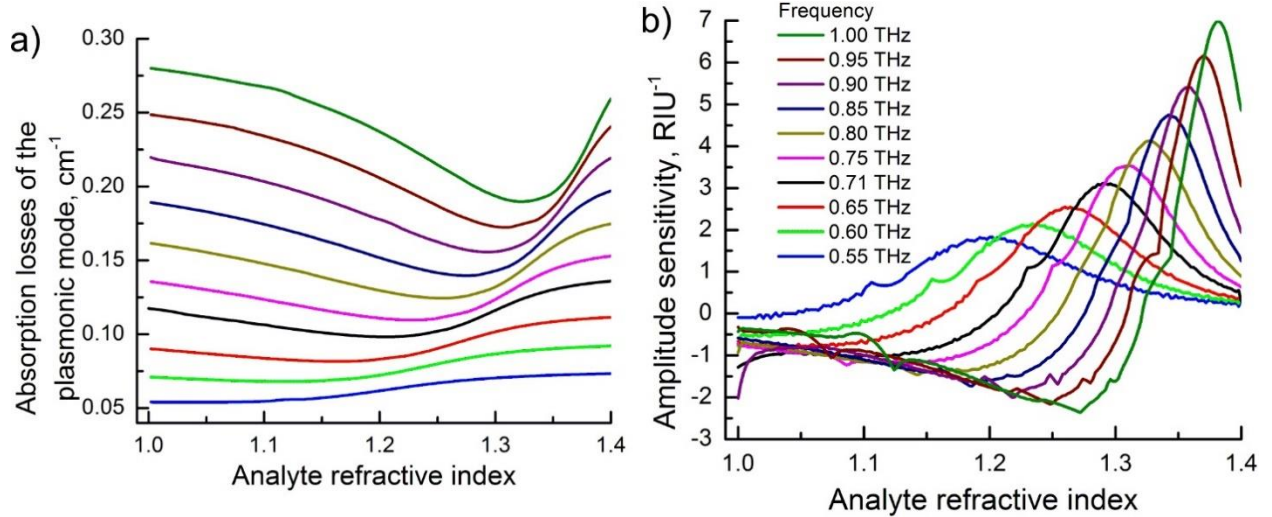 a)
0.30
0.25
0.20
0.15
0.10
0.05
Absorption losses of the
plasmonic mode, cm-1
1.0 1.1 1.2 1.3 1.4
Analyte refractive index
b)
7
6
5
4
3
2
1
0
-1
-2
-3
Amplitude sensitivity, RIU-1
Frequency
1.00 THz
0.95 THz
0.90 THz
0.85 THz
0.80 THz
0.75 THz
0.71 THz
0.65 THz
0.60 THz
0.55 THz
1.0 1.1 1.2 1.3 1.4
Analyte refractive index